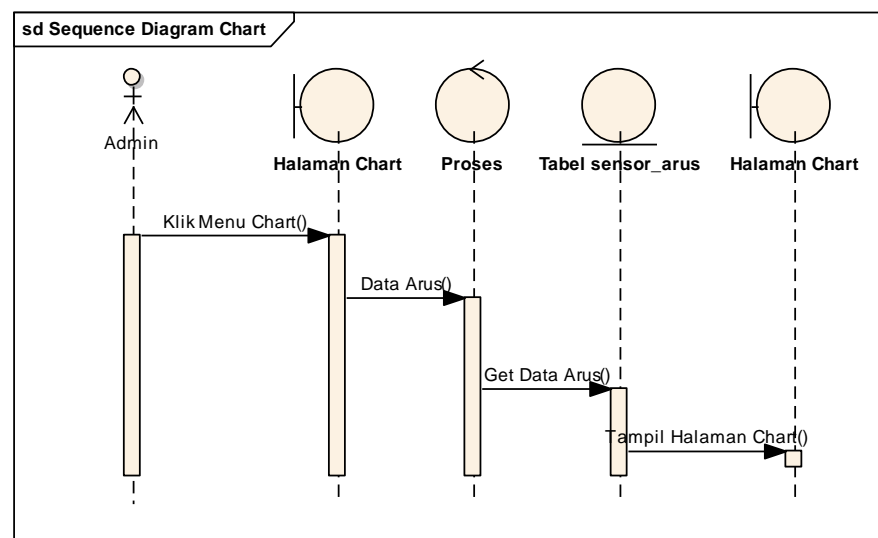 sd Sequence Diagram Chart
Admin
Halaman Chart
Proses
Tabel sensor_arus
Halaman Chart
Klik Menu Chart()
Data Arus()
Get Data Arus()
Tampil Halaman Chart()